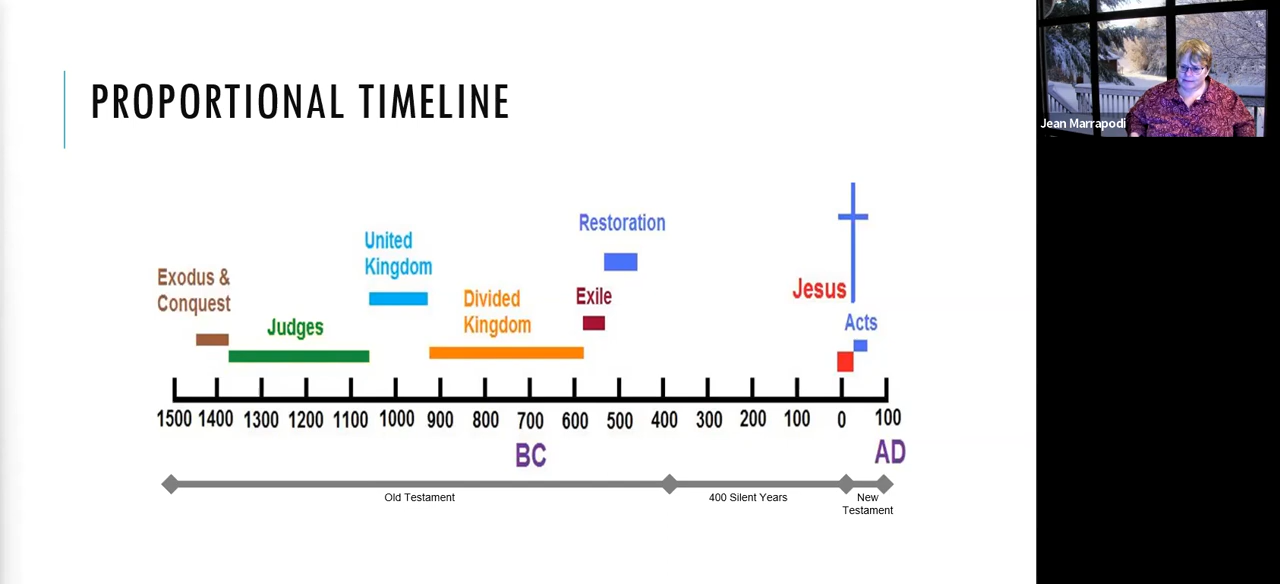 PROPORTIONAL TIMELINE
Jean Marrapodi
Restoration
United
Kingdom
Exodus &
Conquest
Judges
Divided
Kingdom
Exile
Jesus
Acts
1500 1400 1300 1200 1100 1000 900 800 700 600 500 400 300 200 100 0 100
BC
AD
Old Testament
400 Silent Years
New
Testament